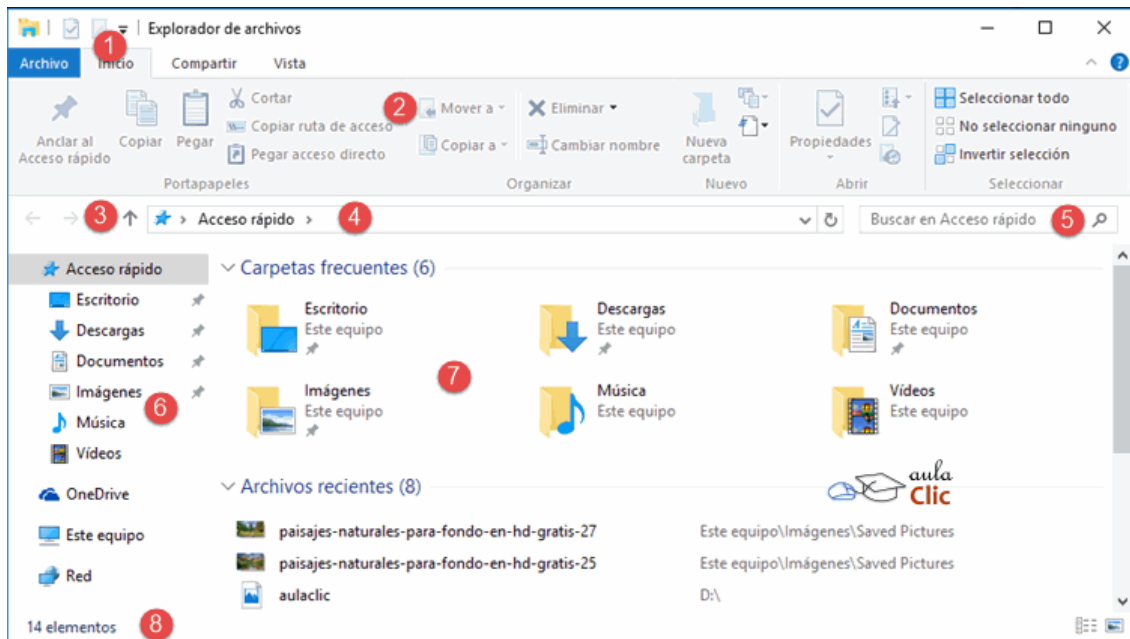 Explorador de archivos
1
Archivo Inicio Compartir Vista
Anclar al
Acceso rápido
Copiar
Pegar
Cortar
Copiar ruta de acceso
Pegar acceso directo
Portapapeles
2
Mover a
Copiar a
Eliminar
Cambiar nombre
Organizar
Nueva
carpeta
Nuevo
Propiedades
Abrir
Seleccionar todo
No seleccionar ninguno
Invertir selección
Seleccionar
3
Acceso rápido
4
Buscar en Acceso rápido
5
Acceso rápido
Escritorio
Descargas
Documentos
Imágenes
6
Música
Vídeos
OneDrive
Este equipo
Red
Carpetas frecuentes (6)
Escritorio
Este equipo
Descargas
Este equipo
Documentos
Este equipo
7
Imágenes
Este equipo
Música
Este equipo
Vídeos
Este equipo
aula
Clic
Archivos recientes (8)
paisajes-naturales-para-fondo-en-hd-gratis-27 Este equipo\Imágenes\Saved Pictures
paisajes-naturales-para-fondo-en-hd-gratis-25 Este equipo\Imágenes\Saved Pictures
aulaclic D:\
14 elementos
8